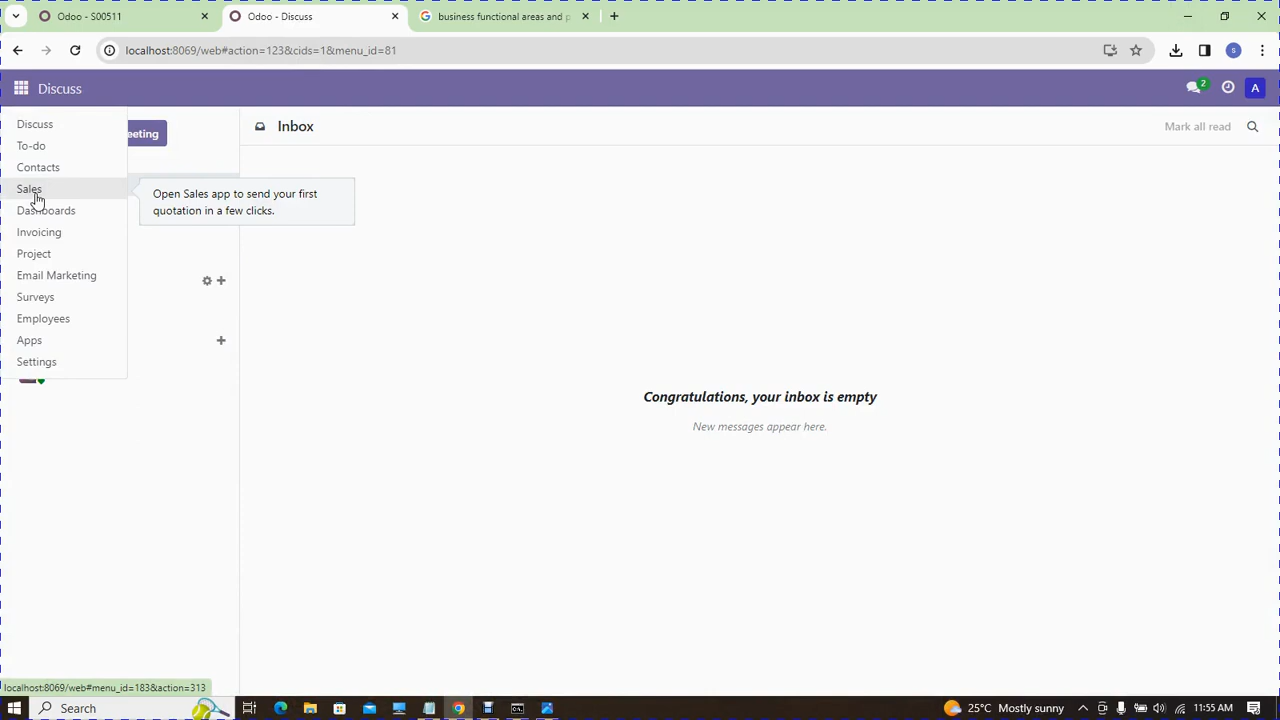 Odoo - S00511
Odoo - Discuss
business functional areas and p
localhost:8069/web#action=123&cids=1&menu_id=81
S
Discuss
2
A
Discuss
eeting
Inbox
Mark all read
To-do
Contacts
Sales
Open Sales app to send your first
quotation in a few clicks.
Dashboards
Invoicing
Project
Email Marketing
Surveys
Employees
Apps
Settings
Congratulations, your inbox is empty
New messages appear here.
localhost:8069/web#menu_id=183&action=313
Search
25°C Mostly sunny
11:55 AM